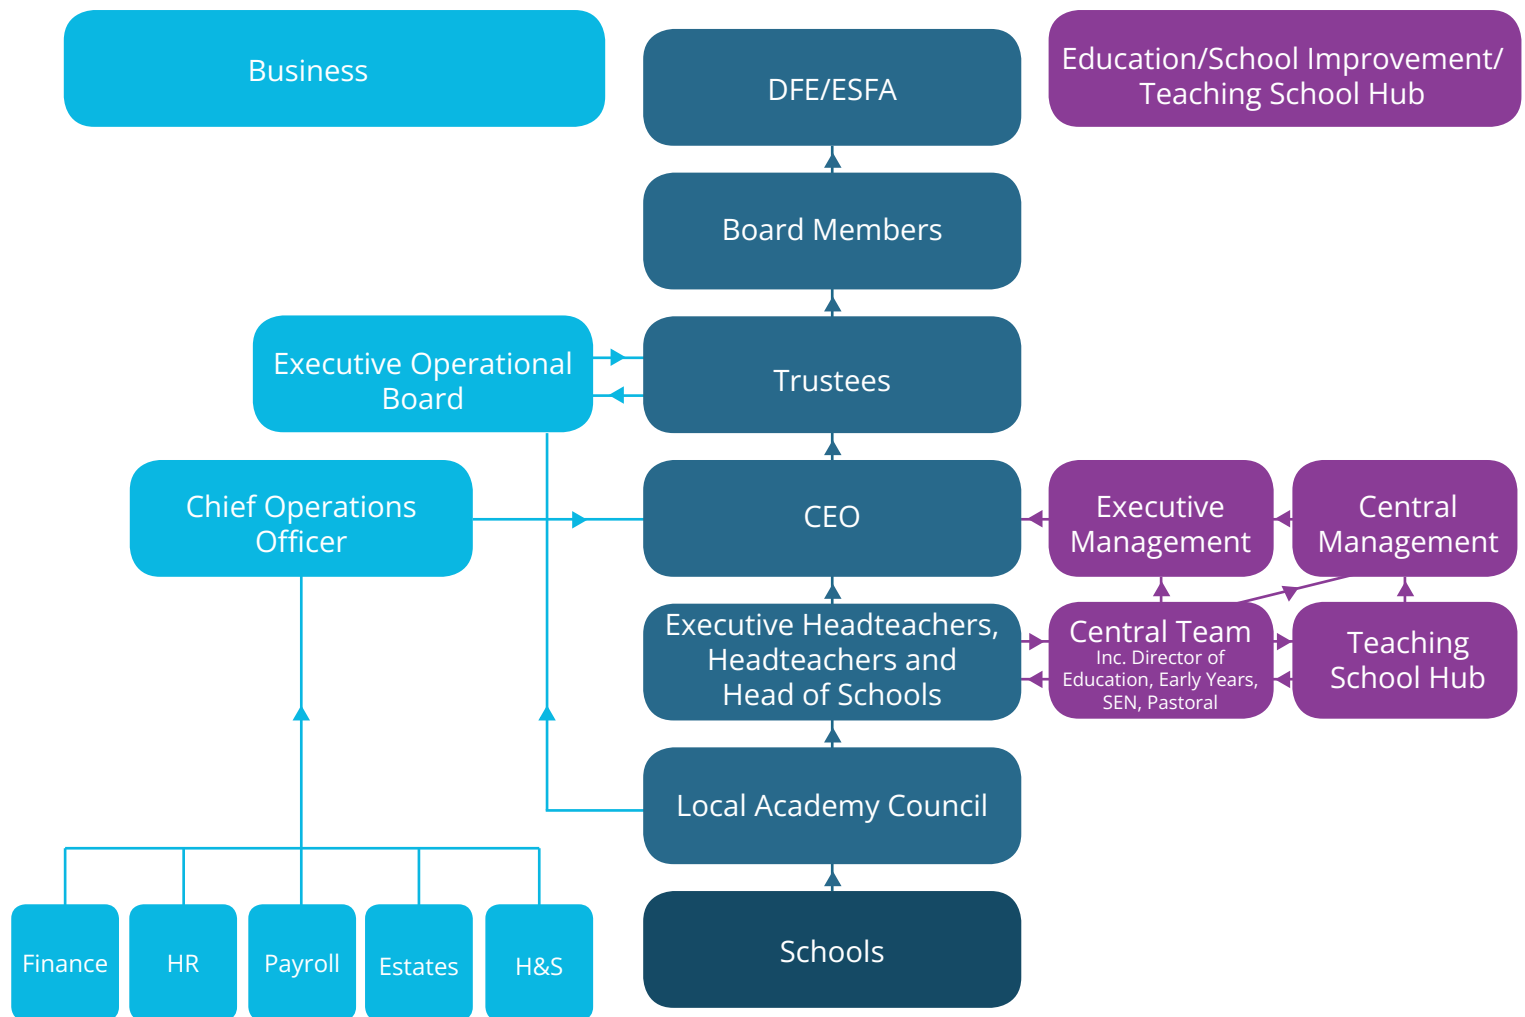 Business
DFE/ESFA
Education/School Improvement/
Teaching School Hub
Board Members
Executive Operational
Board
Trustees
Chief Operations
Officer
CEO
Executive
Management
Central
Management
Executive Headteachers,
Headteachers and
Head of Schools
Central Team
Inc. Director of
Education, Early Years,
SEN, Pastoral
Teaching
School Hub
Local Academy Council
Finance
HR
Payroll
Estates
H&S
Schools